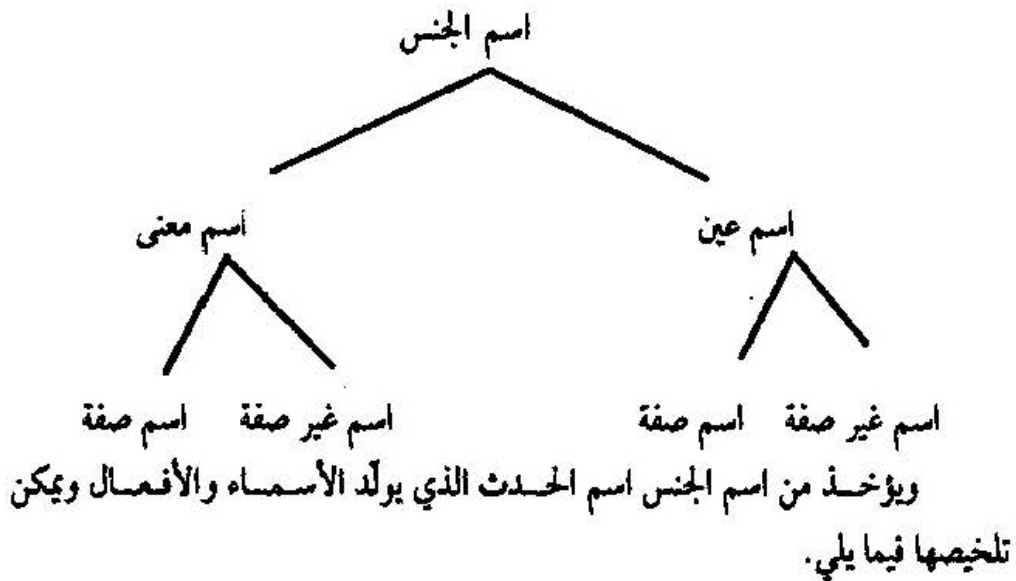 اسم الجنس
اسم عين اسم معنى
اسم غير صفة اسم صفة اسم غير صفة اسم صفة
ويؤخذ من اسم الجنس اسم الحدث الذي يولّد الأسماء والأفعال ويمكن
تلخيصها فيما يلي.